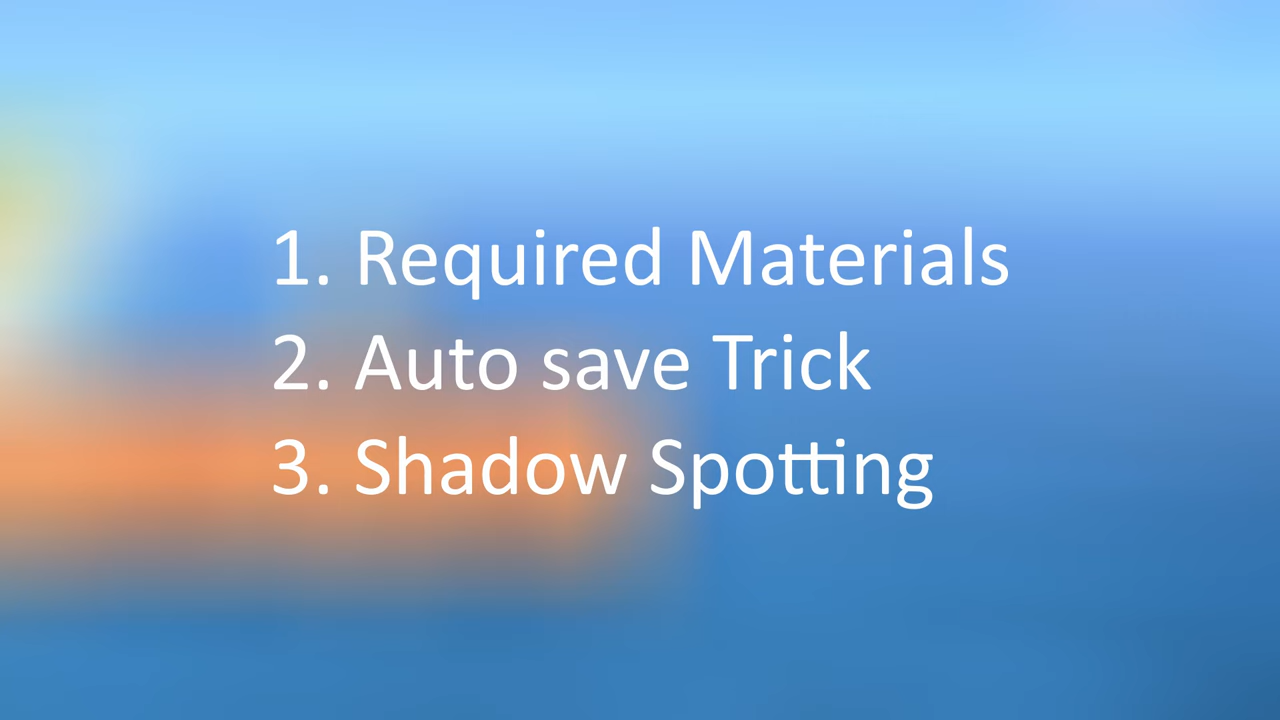 1. Required Materials
2. Auto save Trick
3. Shadow Spotting